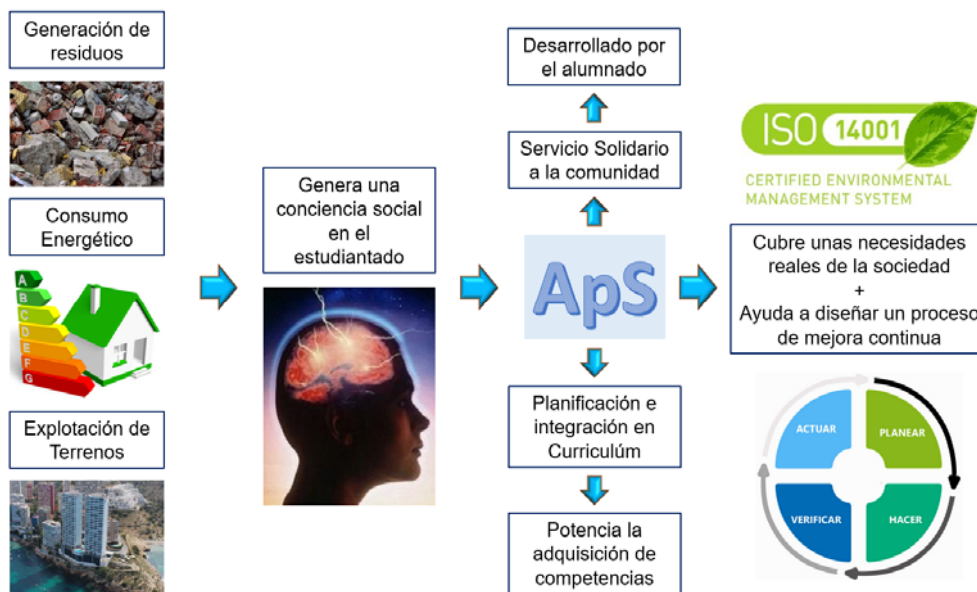 Generación de
residuos
Consumo
Energético
A
B
C
D
E
F
G
Explotación de
Terrenos
Genera una
conciencia social
en el
estudiantado
Desarrollado por
el alumnado
Servicio Solidario
a la comunidad
ApS
Planificación e
integración en
Curriculúm
Potencia la
adquisición de
competencias
ISO 14001
CERTIFIED ENVIRONMENTAL
MANAGEMENT SYSTEM
Cubre unas necesidades
reales de la sociedad
+
Ayuda a diseñar un proceso
de mejora continua
ACTUAR
PLANEAR
VERIFICAR
HACER